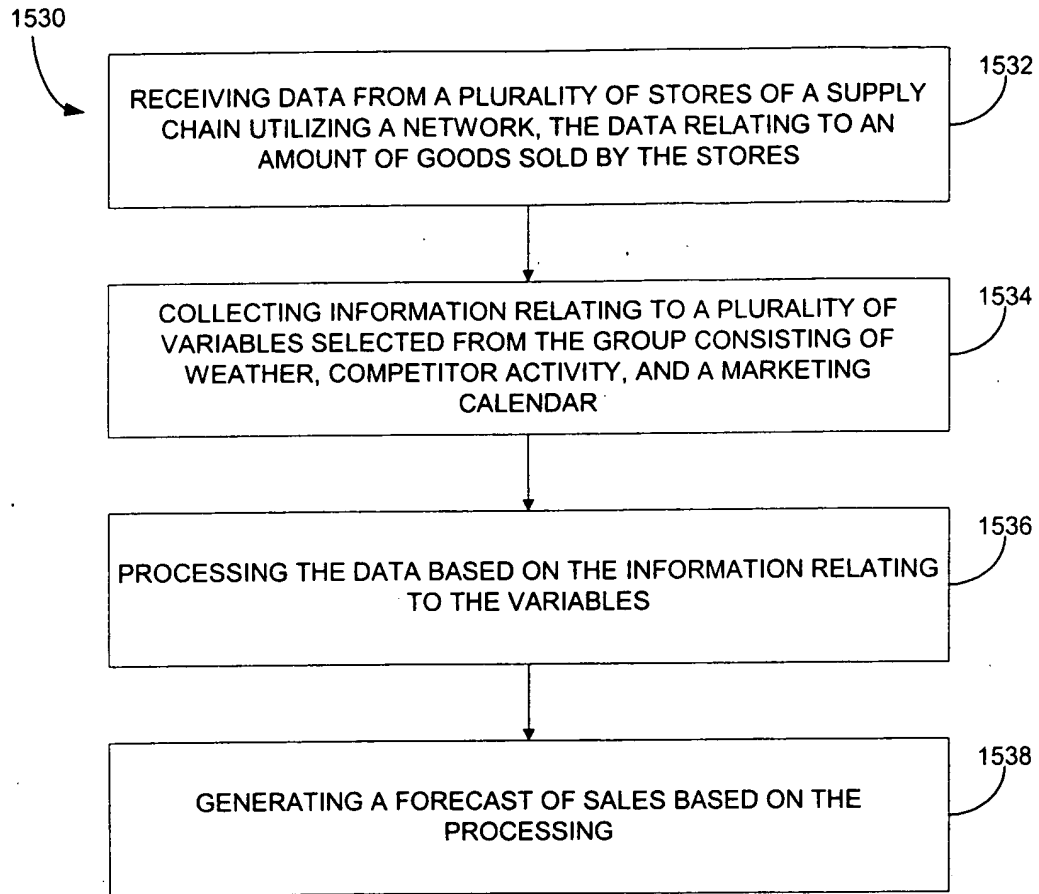 1530
1532
RECEIVING DATA FROM A PLURALITY OF STORES OF A SUPPLY
CHAIN UTILIZING A NETWORK, THE DATA RELATING TO AN
AMOUNT OF GOODS SOLD BY THE STORES
1534
COLLECTING INFORMATION RELATING TO A PLURALITY OF
VARIABLES SELECTED FROM THE GROUP CONSISTING OF
WEATHER, COMPETITOR ACTIVITY, AND A MARKETING
CALENDAR
1536
PROCESSING THE DATA BASED ON THE INFORMATION RELATING
TO THE VARIABLES
1538
GENERATING A FORECAST OF SALES BASED ON THE
PROCESSING